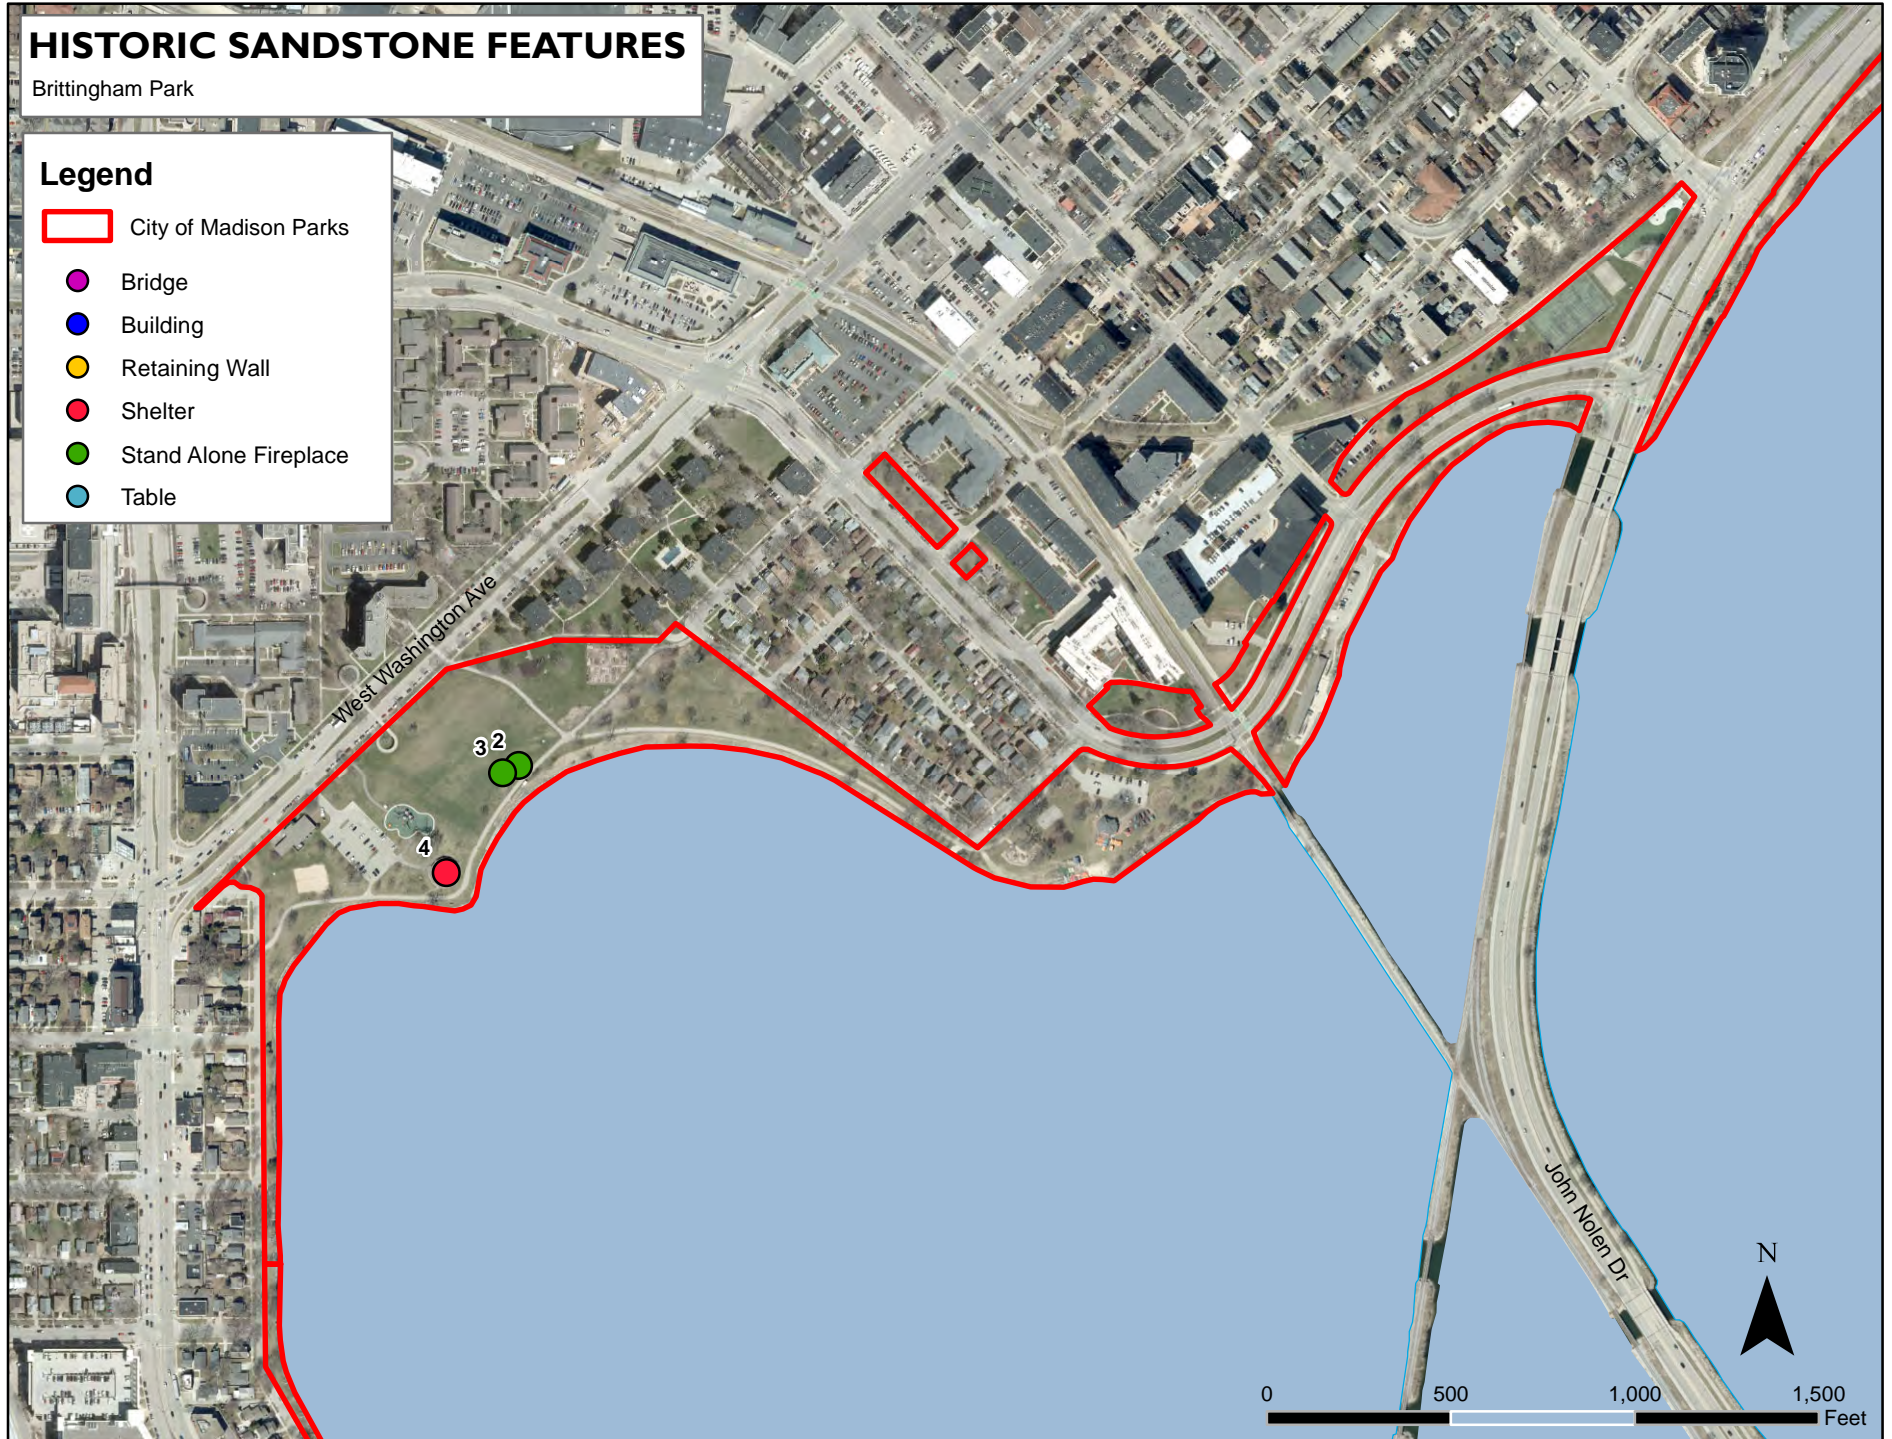 HISTORIC SANDSTONE FEATURES
Brittingham Park
Legend
City of Madison Parks
Bridge
Building
Retaining Wall
Shelter
Stand Alone Fireplace
Table
West Washington Ave
3 2
4
John Nolen Dr
N
0 500 1,000 1,500
Feet